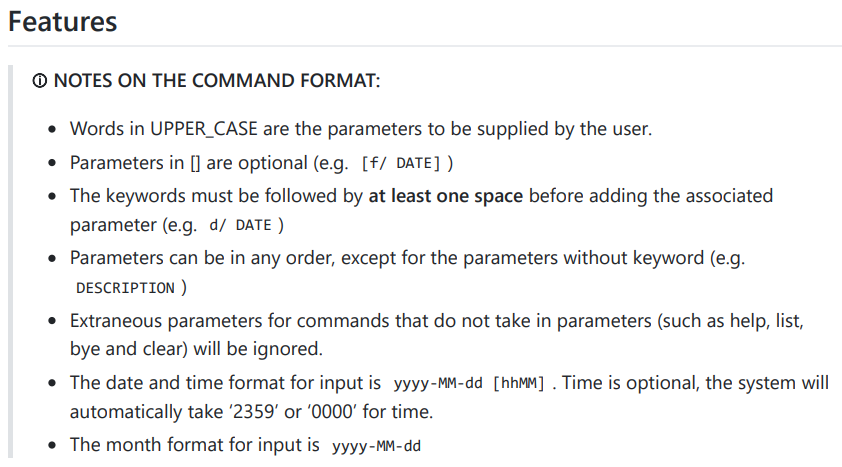 Features
ⓘ NOTES ON THE COMMAND FORMAT:
• Words in UPPER_CASE are the parameters to be supplied by the user.
• Parameters in [] are optional (e.g. [f/ DATE] )
• The keywords must be followed by at least one space before adding the associated
parameter (e.g. d/ DATE )
• Parameters can be in any order, except for the parameters without keyword (e.g.
DESCRIPTION )
• Extraneous parameters for commands that do not take in parameters (such as help, list,
bye and clear) will be ignored.
• The date and time format for input is yyyy-MM-dd [hhMM] . Time is optional, the system will
automatically take ‘2359’ or ‘0000’ for time.
• The month format for input is yyyy-MM-dd